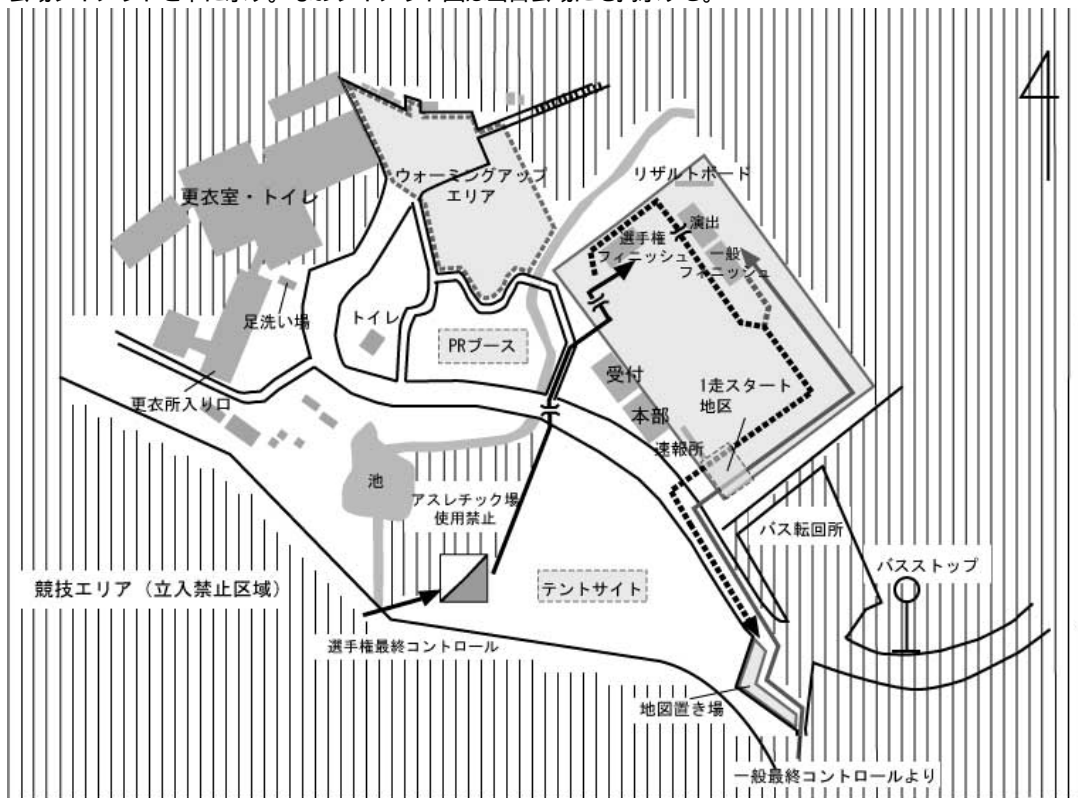 リザルトボード
ウォーミングアップ
エリア
更衣室・トイレ
演出
選手権
フィニッシュ
一般
フィニッシュ
足洗い場
トイレ
PRブース
受付
1走スタート
地区
更衣所入り口
本部
速報所
池
アスレチック場
使用禁止
バス転回所
バスストップ
競技エリア（立入禁止区域）
テントサイト
選手権最終コントロール
地図置き場
一般最終コントロールより